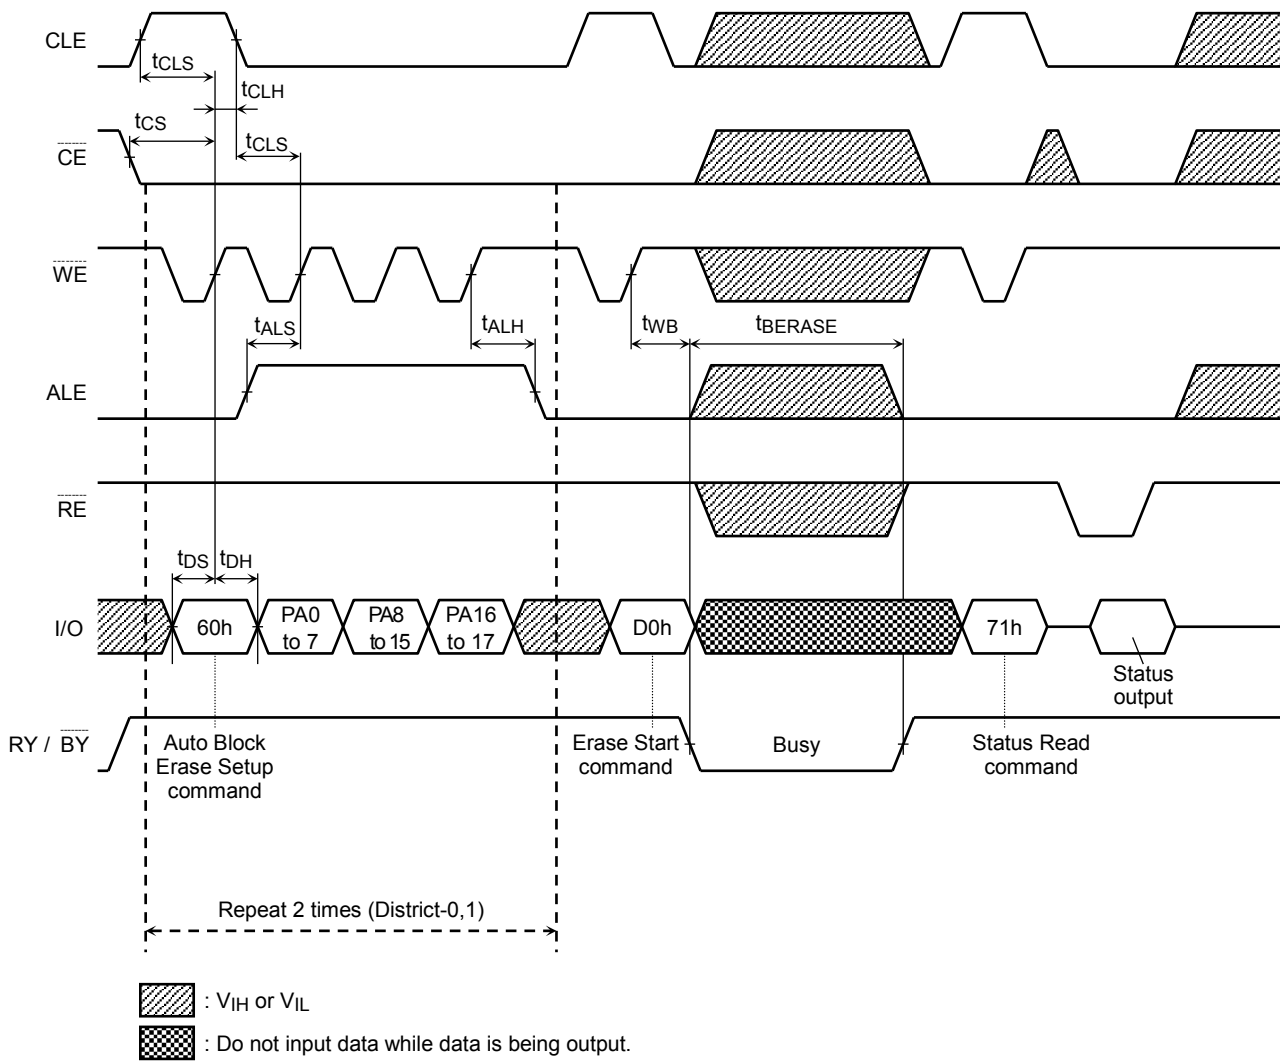 CLE
tCLS
tCLH
tCS
tCLS
CE
WE
tALS
tALH
tWB
tBERASE
ALE
RE
tDS
tDH
I/O
60h
PA0
to 7
PA8
to 15
PA16
to 17
D0h
71h
Status
output
RY / BY
Auto Block
Erase Setup
command
Erase Start
command
Busy
Status Read
command
Repeat 2 times (District-0,1)
: VIH or VIL
: Do not input data while data is being output.